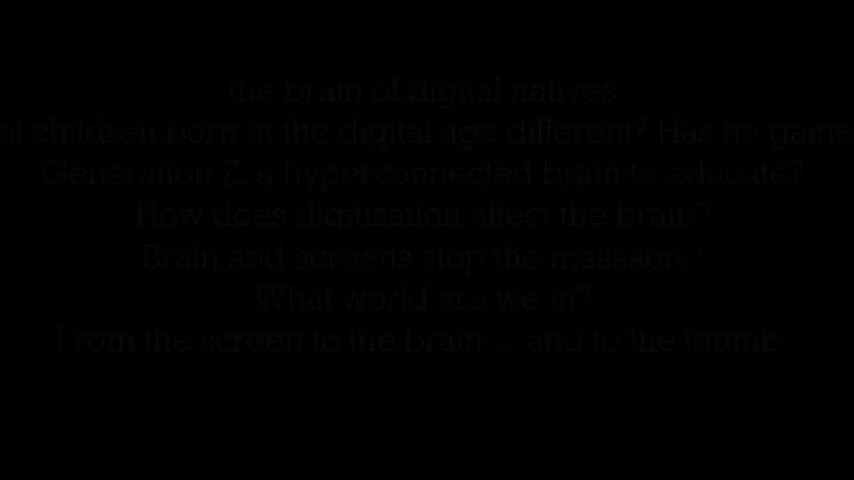 the brain of digital natives
of children born in the digital age different? Has he game
Generation Z: a hyperconnected brain to educate?
How does digitization affect the brain?
Brain and screens stop the massacre!
What world are we in?
From the screen to the brain ... and to the thumb